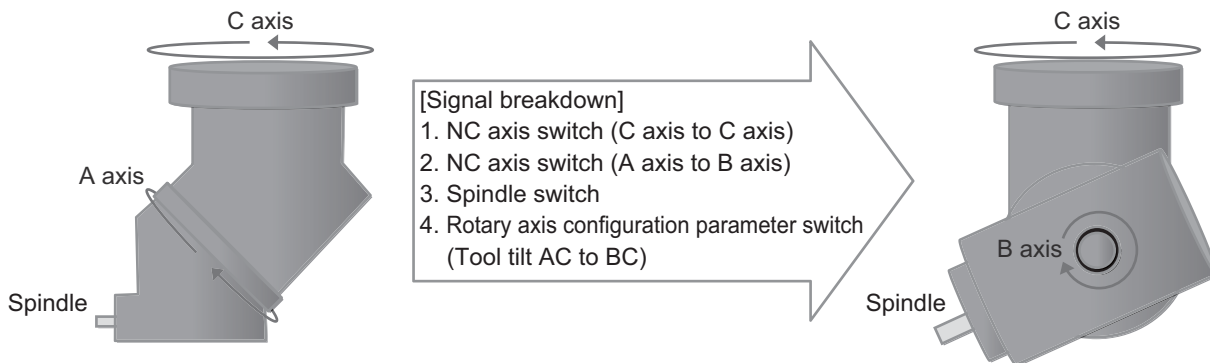 C axis
A axis
Spindle
[Signal breakdown]
1. NC axis switch (C axis to C axis)
2. NC axis switch (A axis to B axis)
3. Spindle switch
4. Rotary axis configuration parameter switch
(Tool tilt AC to BC)
C axis
B axis
Spindle